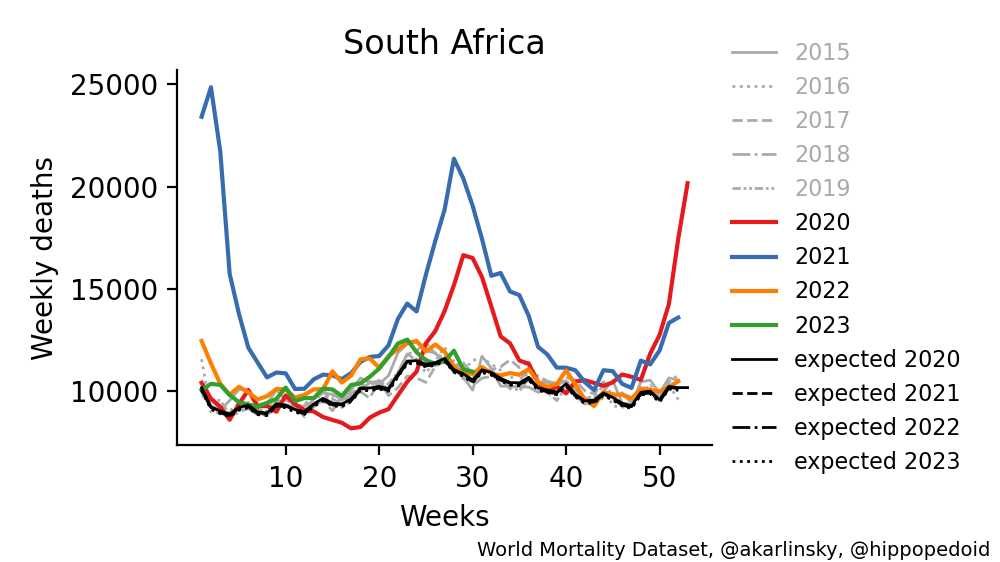 South Africa
25000
20000
15000
10000
Weekly deaths
10 20 30 40 50
Weeks
2015
2016
2017
2018
2019
2020
2021
2022
2023
expected 2020
expected 2021
expected 2022
expected 2023
World Mortality Dataset, @akarlinsky, @hippopedoid